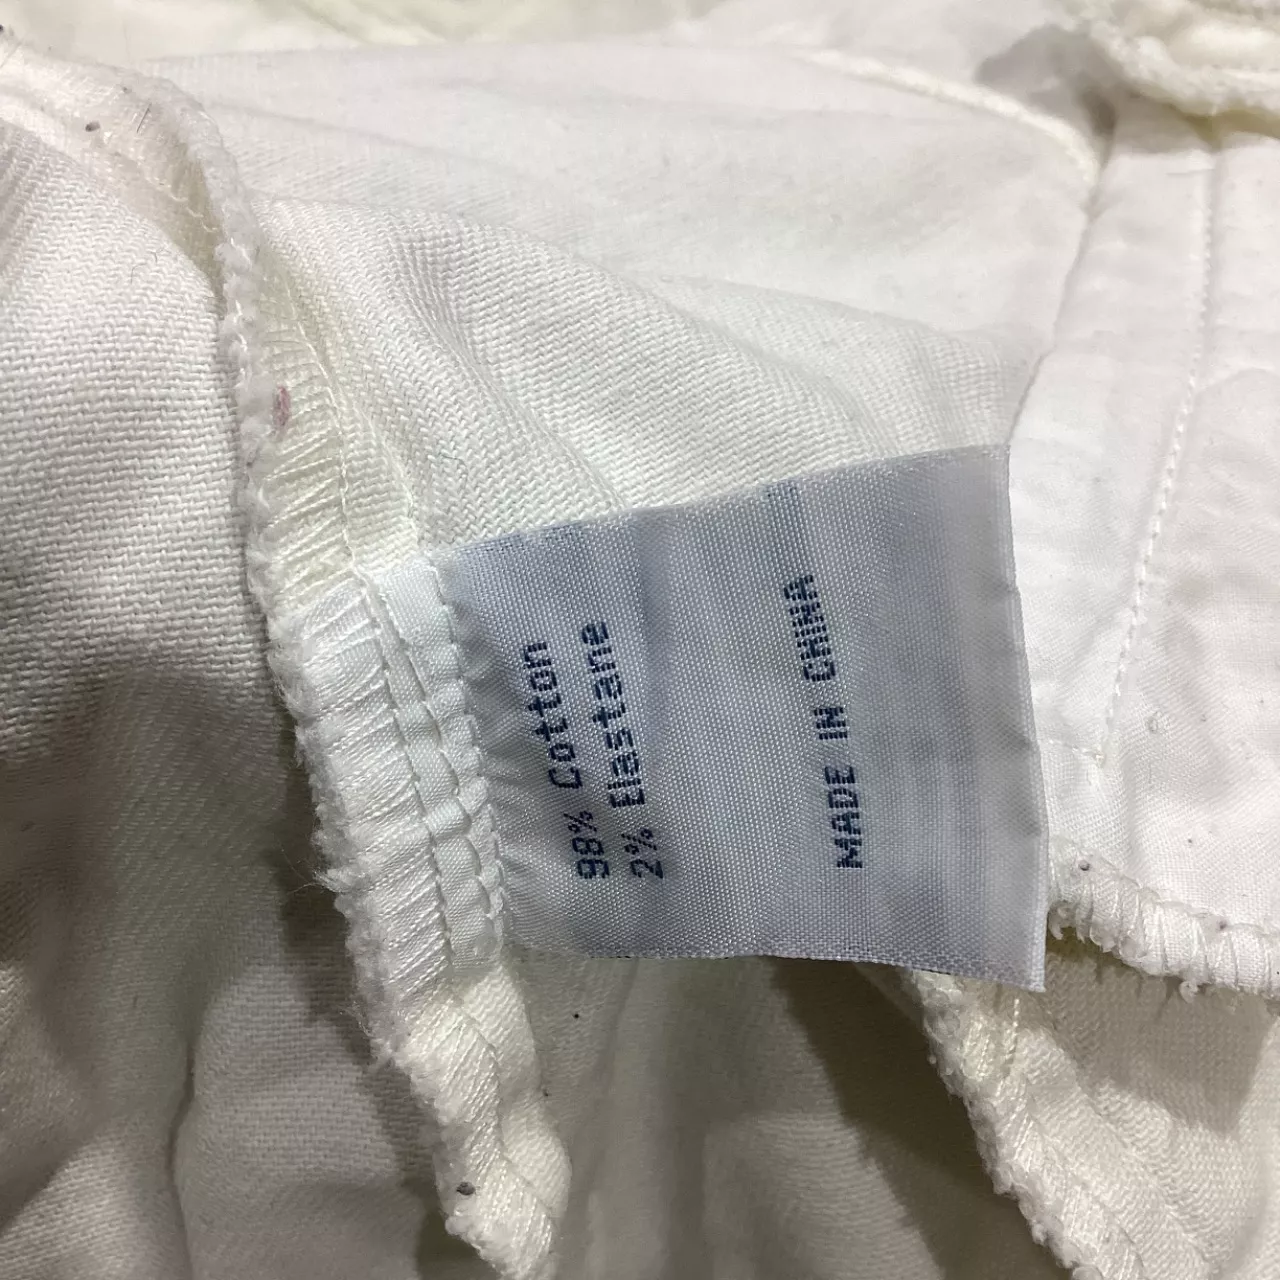 98% Cotton
2% Elastane
MADE IN CHINA